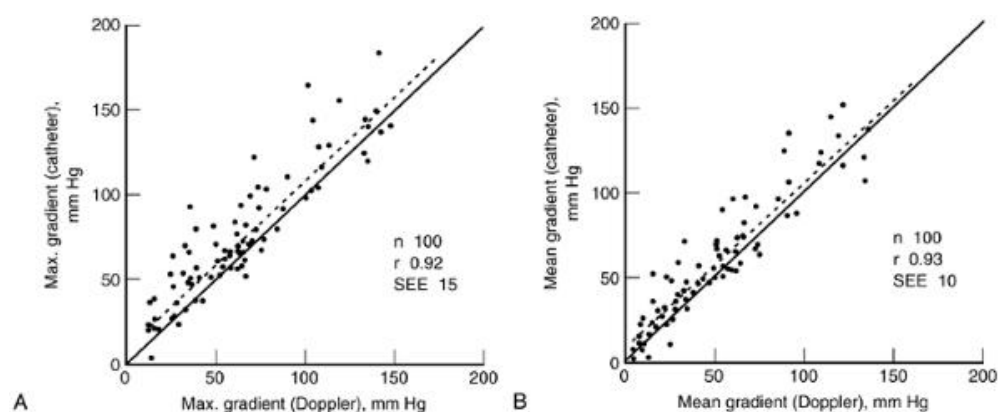 200
150
100
50
0
Max. gradient (catheter),
mm Hg
n 100
r 0.92
SEE 15
0 50 100 150 200
A Max. gradient (Doppler), mm Hg
200
150
100
50
0
Mean gradient (catheter),
mm Hg
n 100
r 0.93
SEE 10
0 50 100 150 200
B Mean gradient (Doppler), mm Hg